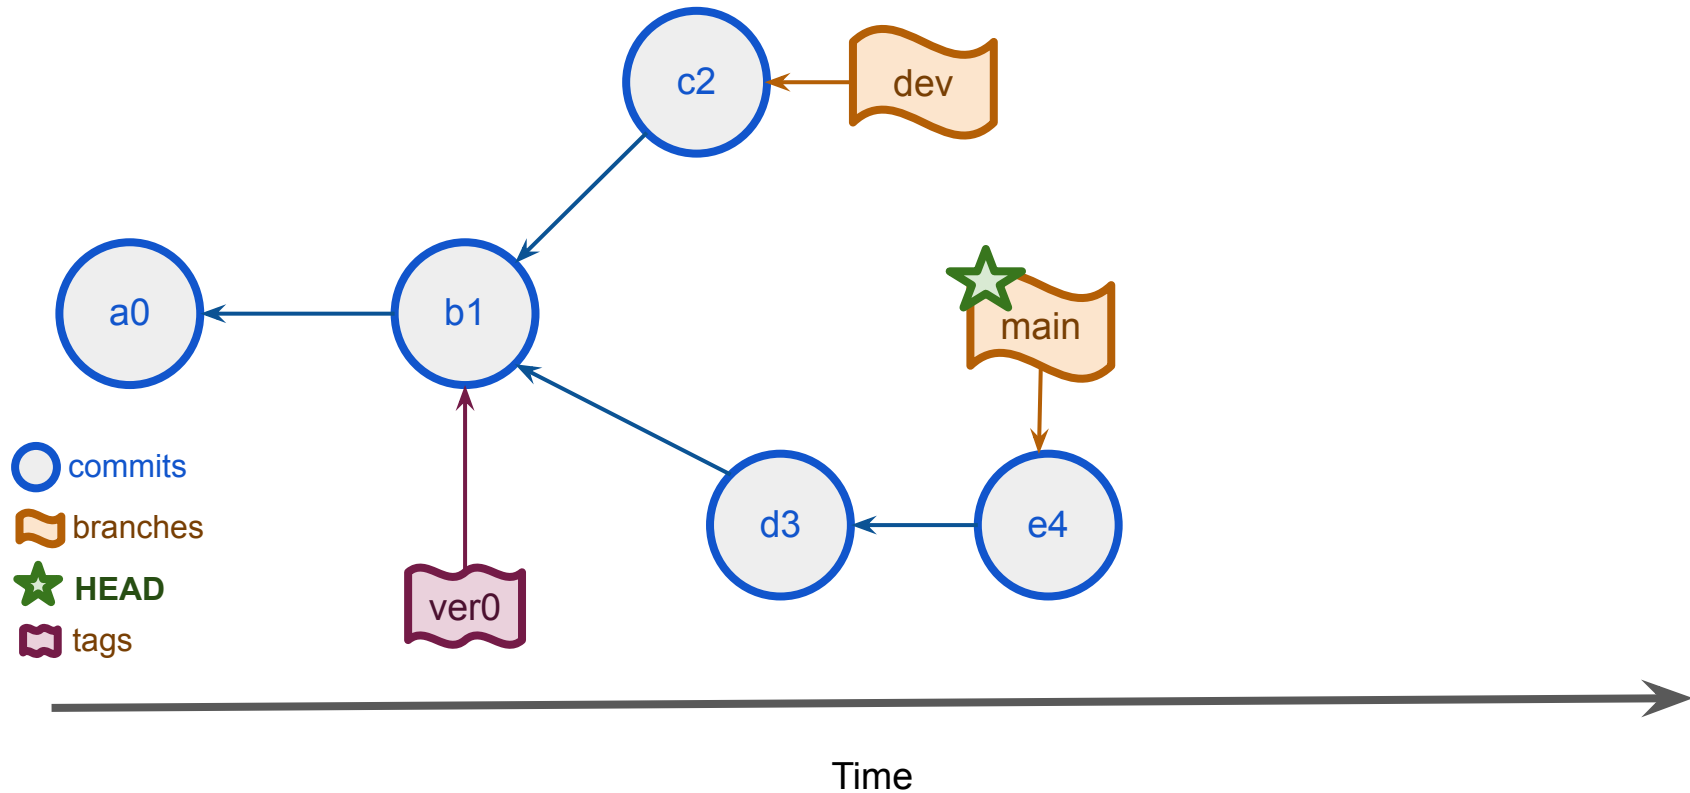 c2
dev
a0
b1
main
commits
branches
HEAD
tags
ver0
d3
e4
Time